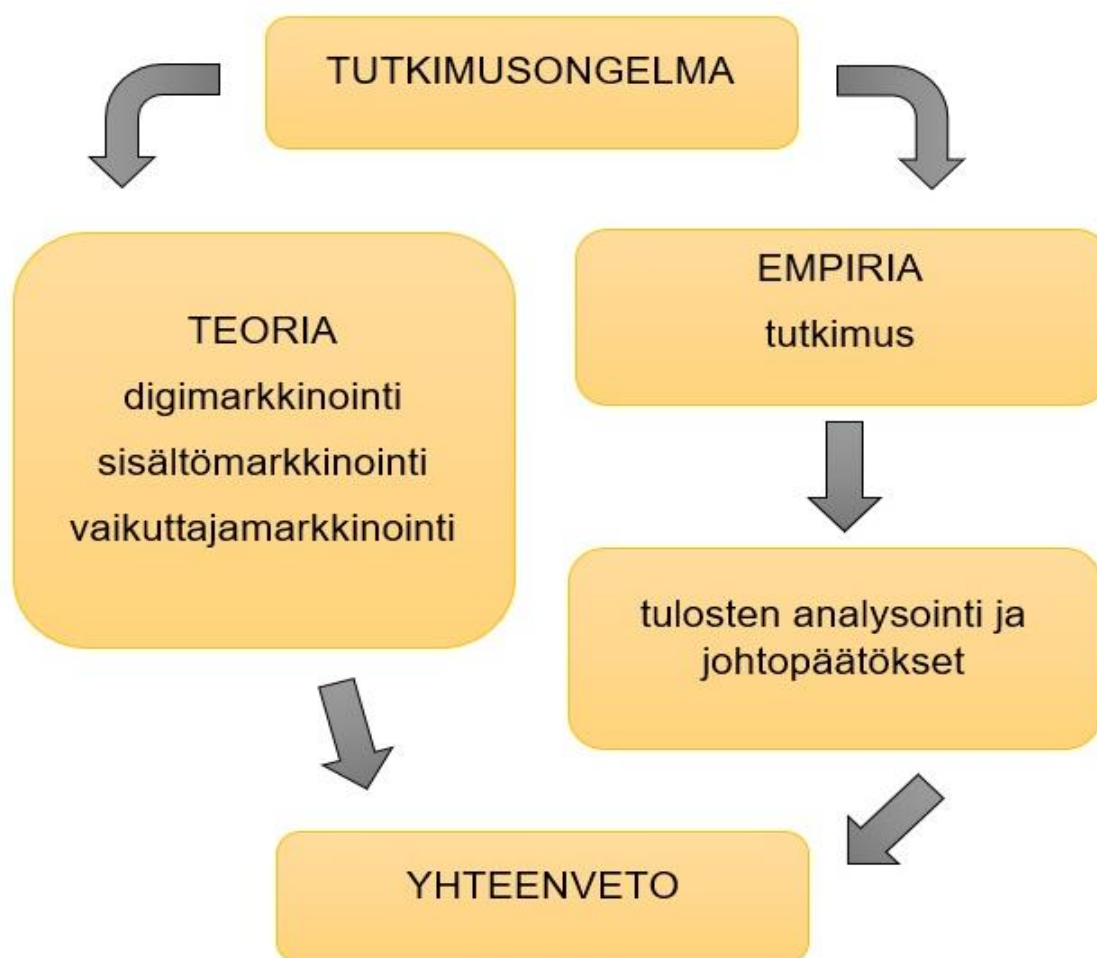 TUTKIMUSONGELMA
TEORIA
digimarkkinointi
sisältömarkkinointi
vaikuttajamarkkinointi
EMPIRIA
tutkimus
tulosten analysointi ja
johtopäätökset
YHTEENVETO